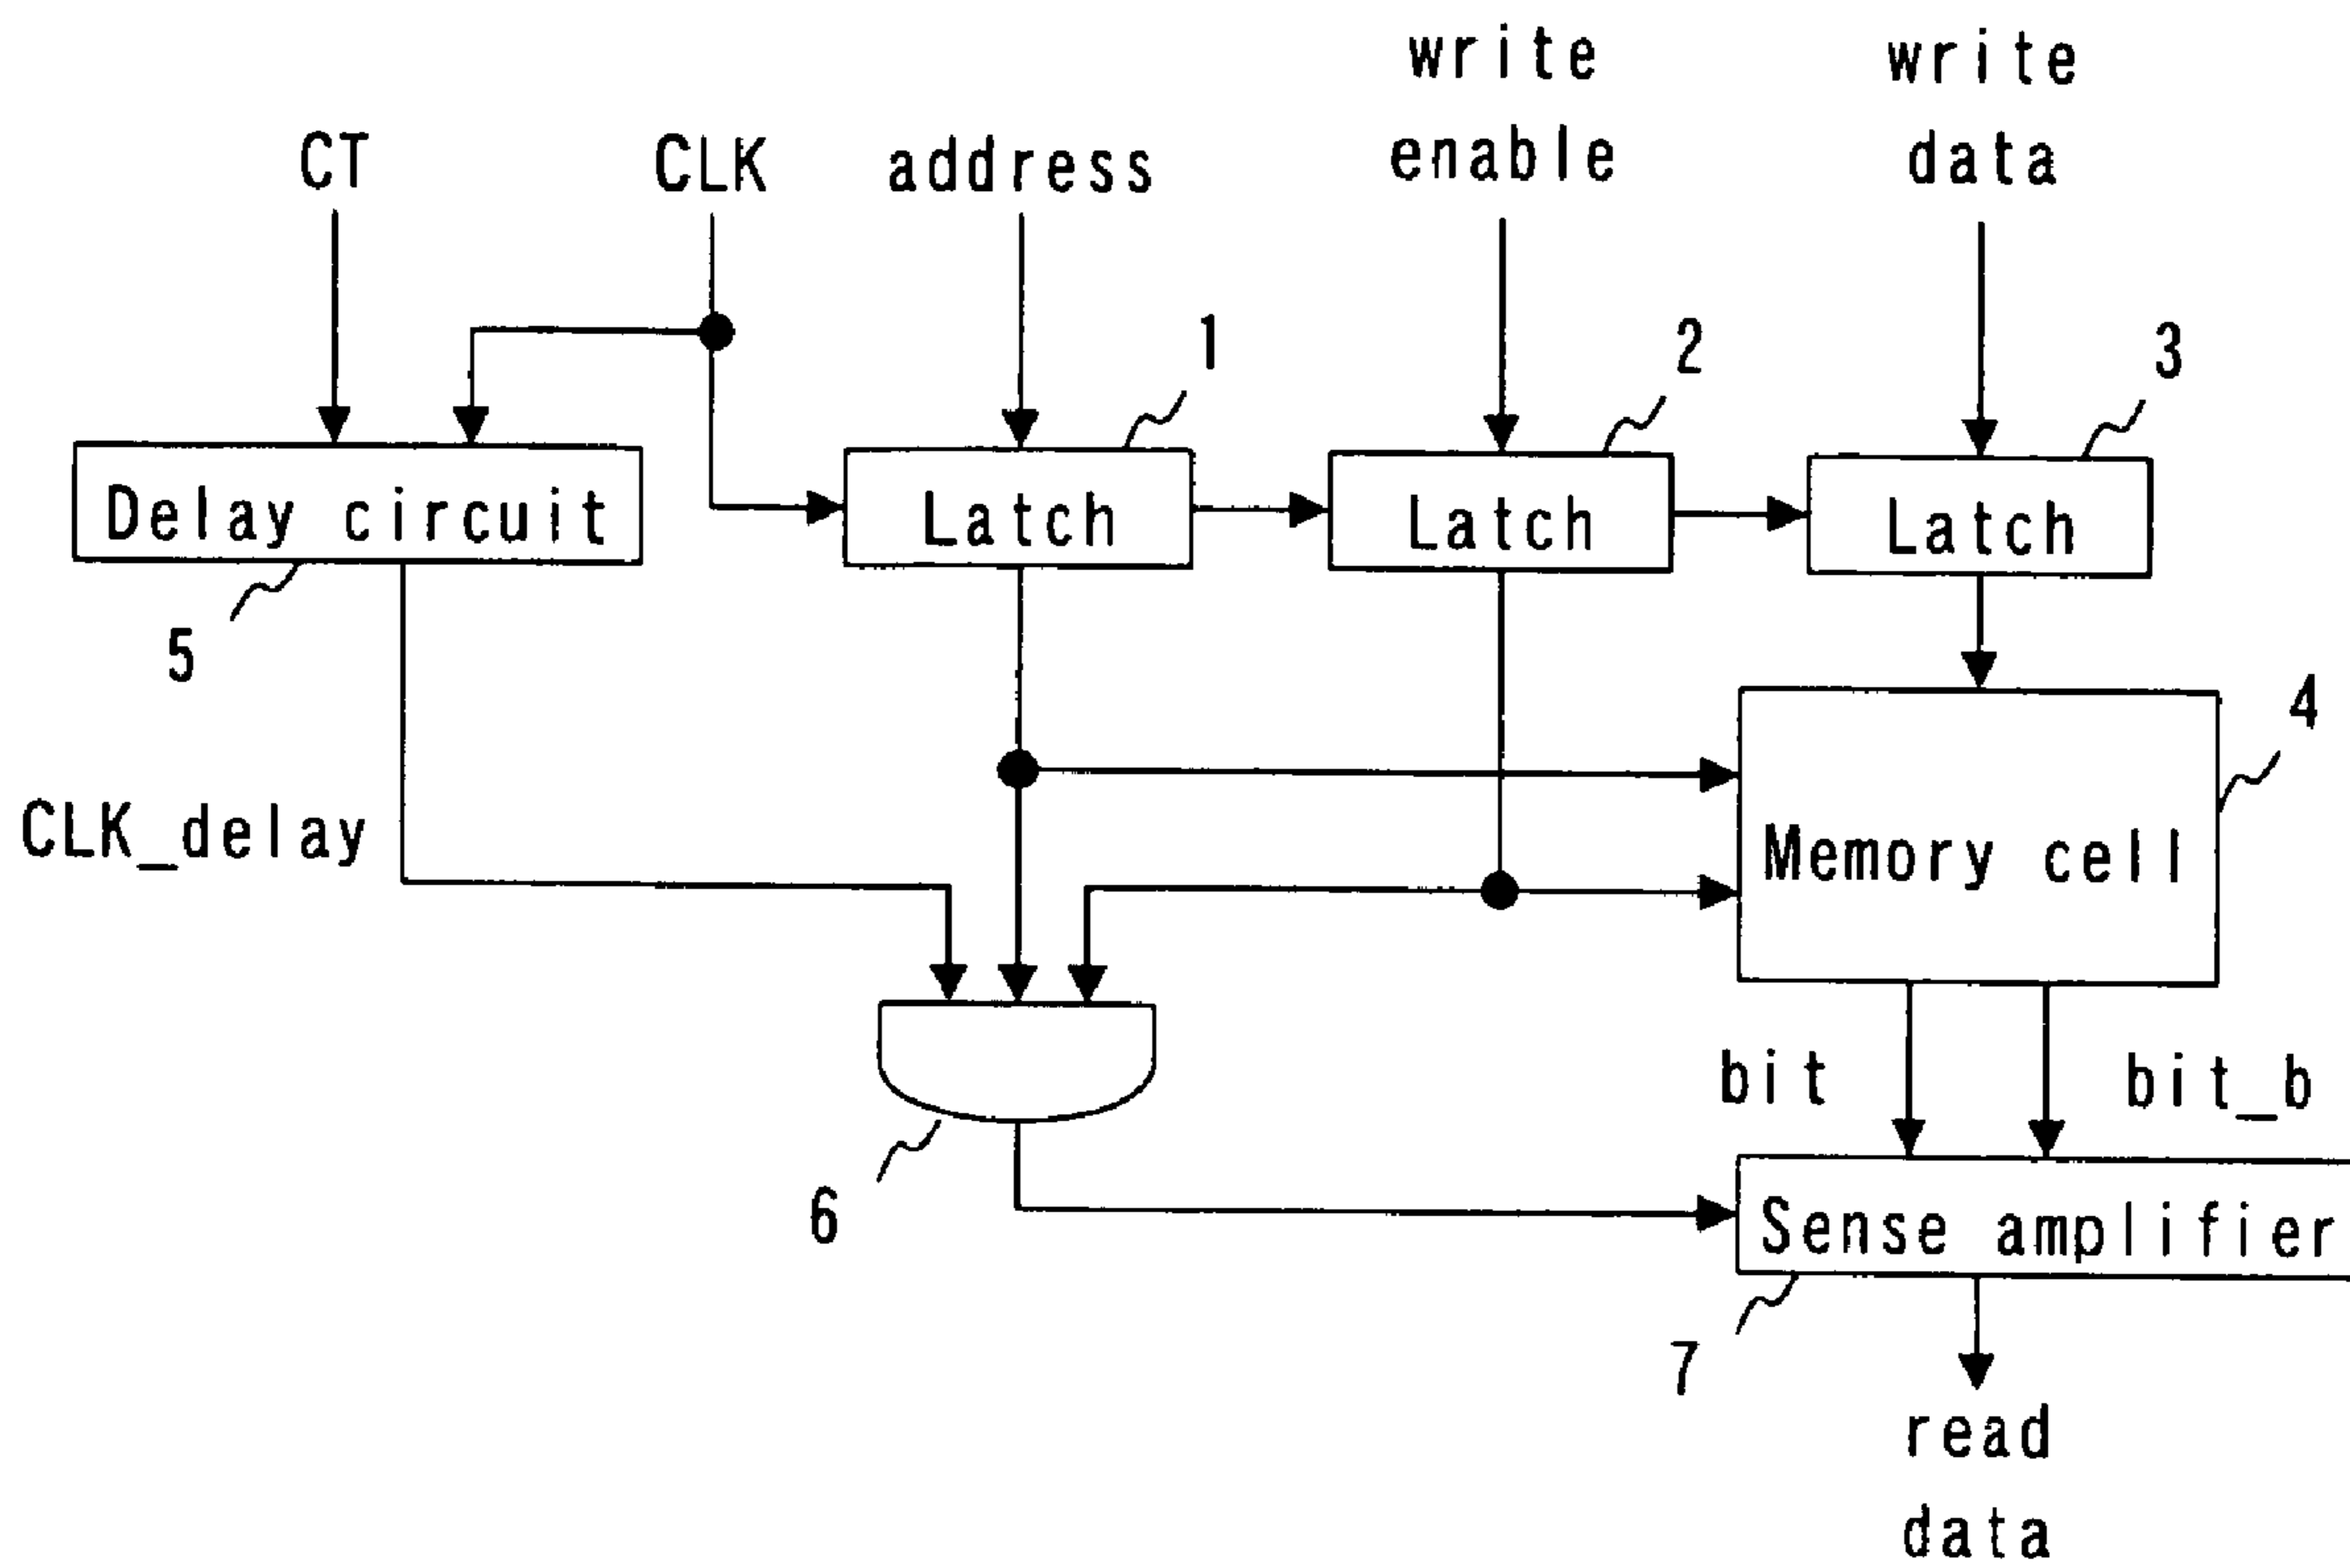 write
enable
write
data
CT
CLK
address
1
2
3
Delay circuit
Latch
Latch
Latch
5
4
CLK_delay
Memory cell
bit
bit_b
6
Sense amplifier
7
read
data